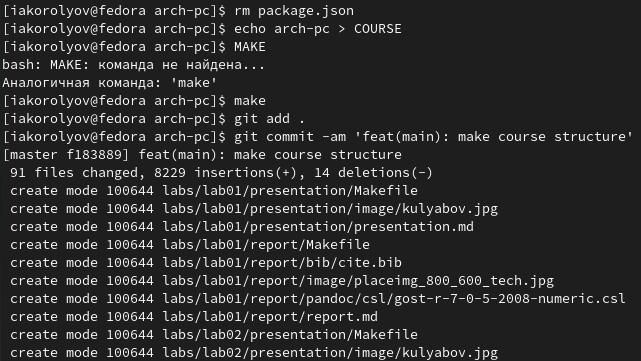 [iakorolyov@fedora arch-pc]$ rm package.json
[iakorolyov@fedora arch-pc]$ echo arch-pc > COURSE
[iakorolyov@fedora arch-pc]$ MAKE
bash: MAKE: команда не найдена...
Аналогичная команда: 'make'
[iakorolyov@fedora arch-pc]$ make
[iakorolyov@fedora arch-pc]$ git add .
[iakorolyov@fedora arch-pc]$ git commit -am 'feat(main): make course structure'
[master f183889] feat(main): make course structure
 91 files changed, 8229 insertions(+), 14 deletions(-)
 create mode 100644 labs/lab01/presentation/Makefile
 create mode 100644 labs/lab01/presentation/image/kulyabov.jpg
 create mode 100644 labs/lab01/presentation/presentation.md
 create mode 100644 labs/lab01/report/Makefile
 create mode 100644 labs/lab01/report/bib/cite.bib
 create mode 100644 labs/lab01/report/image/placeimg_800_600_tech.jpg
 create mode 100644 labs/lab01/report/pandoc/csl/gost-r-7-0-5-2008-numeric.csl
 create mode 100644 labs/lab01/report/report.md
 create mode 100644 labs/lab02/presentation/Makefile
 create mode 100644 labs/lab02/presentation/image/kulyabov.jpg